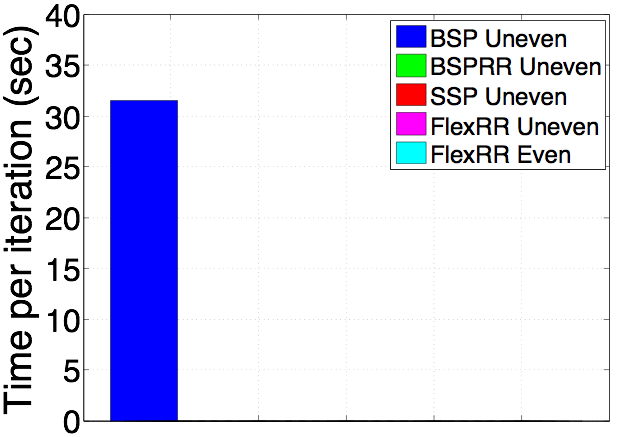 Time per iteration (sec)
40
35
30
25
20
15
10
5
0
BSP Uneven
BSPRR Uneven
SSP Uneven
FlexRR Uneven
FlexRR Even